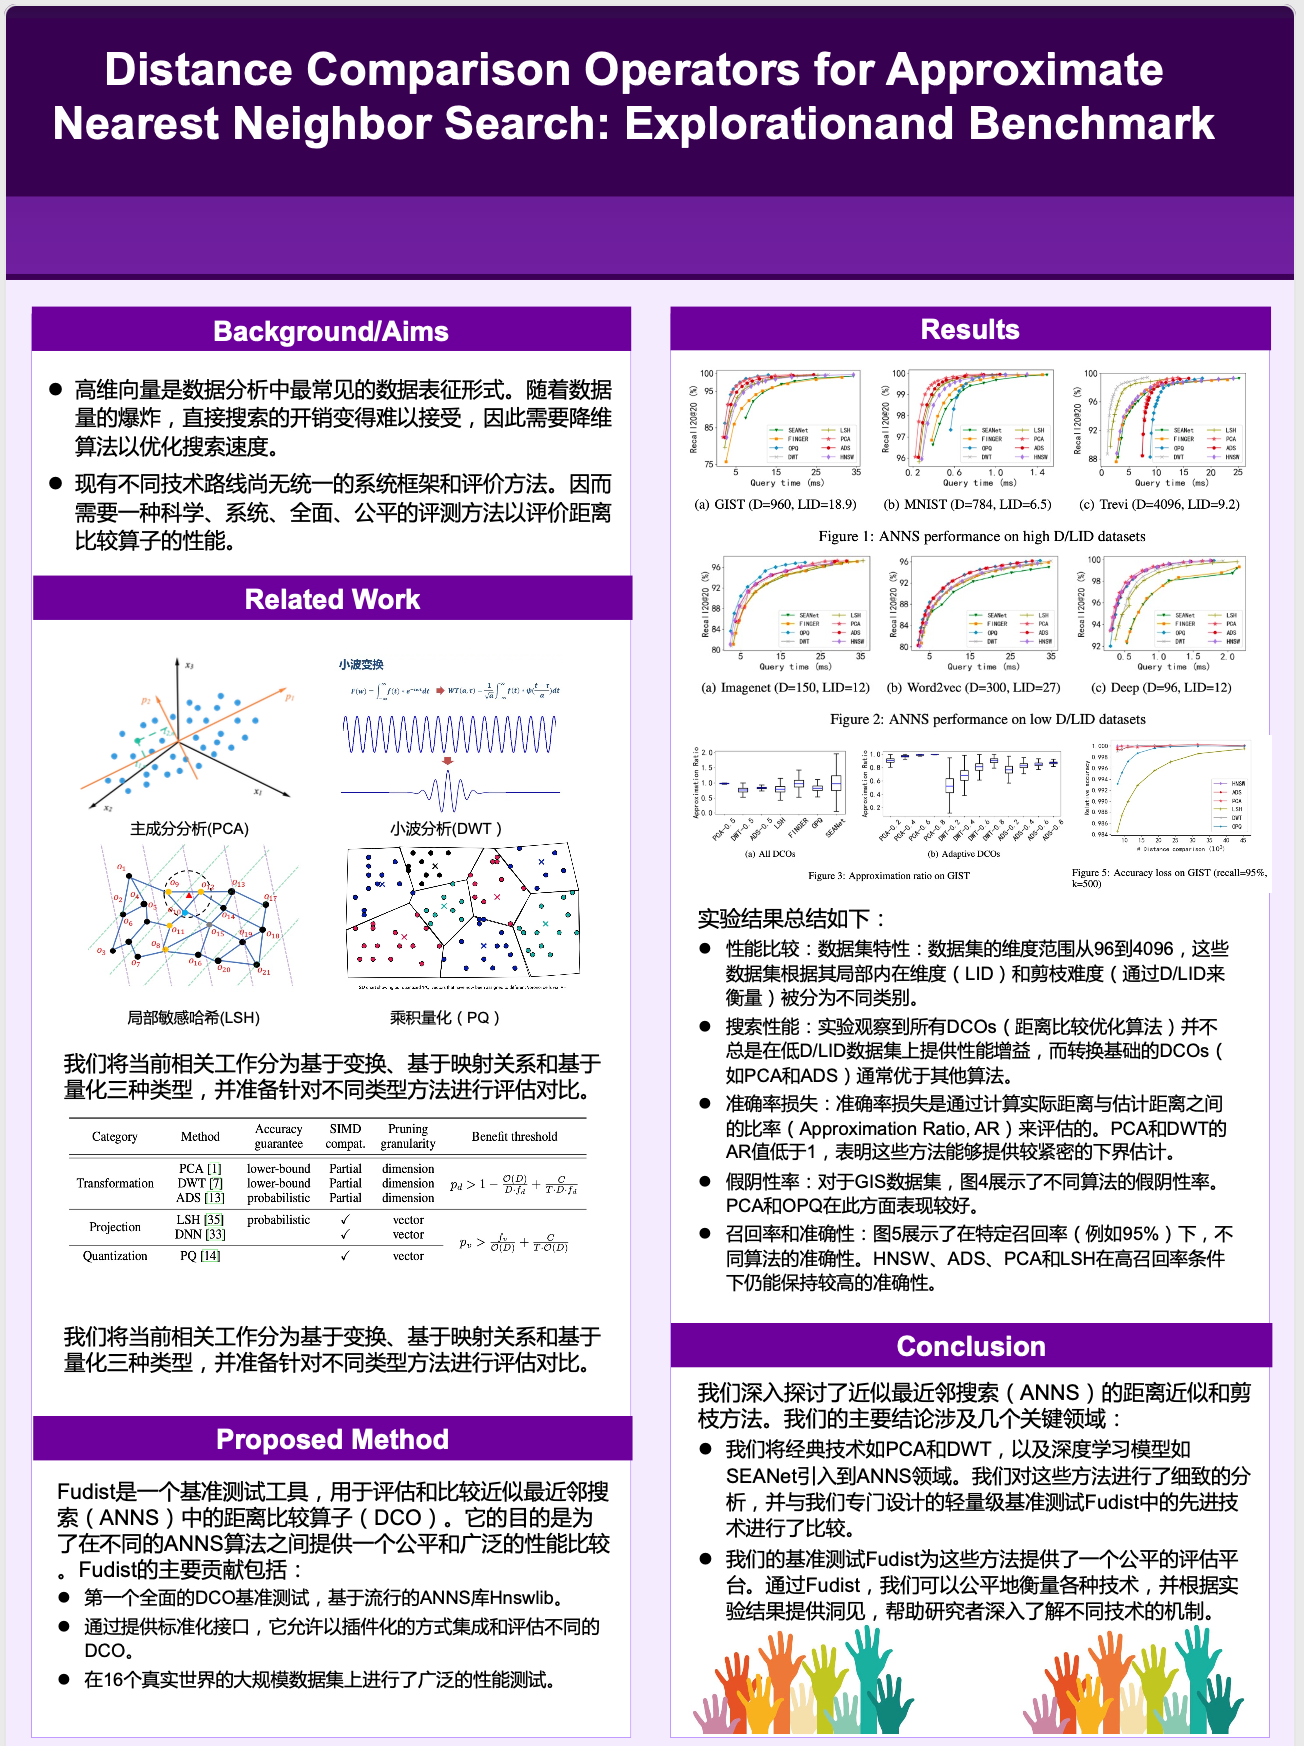 Distance Comparison Operators for Approximate
Nearest Neighbor Search: Explorationand Benchmark
Background/Aims
● 高维向量是数据分析中最常见的数据表征形式。随着数据
量的爆炸，直接搜索的开销变得难以接受，因此需要降维
算法以优化搜索速度。
● 现有不同技术路线尚无统一的系统框架和评价方法。因而
需要一种科学、系统、全面、公平的评测方法以评价距离
比较算子的性能。
Related Work
小波变换
主成分分析(PCA)
小波分析(DWT )
局部敏感哈希(LSH)
乘积量化（PQ）
我们将当前相关工作分为基于变换、基于映射关系和基于
量化三种类型，并准备针对不同类型方法进行评估对比。
Category Method Accuracy guarantee SIMD compat. Pruning granularity Benefit threshold
Transformation
PCA [1] lower-bound Partial dimension
DWT [7] lower-bound Partial dimension
ADS [13] probabilistic Partial dimension
Projection
LSH [35] probabilistic ✓ vector
DNN [33] ✓ vector
Quantization PQ [14] ✓ vector
我们将当前相关工作分为基于变换、基于映射关系和基于
量化三种类型，并准备针对不同类型方法进行评估对比。
Proposed Method
Fudist是一个基准测试工具，用于评估和比较近似最近邻搜
索（ANNS）中的距离比较算子（DCO）。它的目的是为
了在不同的ANNS算法之间提供一个公平和广泛的性能比较
。Fudist的主要贡献包括：
● 第一个全面的DCO基准测试，基于流行的ANNS库Hnswlib。
● 通过提供标准化接口，它允许以插件化的方式集成和评估不同的
DCO。
● 在16个真实世界的大规模数据集上进行了广泛的性能测试。
Results
Recall20@20 (%)
Query time (ms)
SEANet LSH
FINGER PCA
OPQ ADS
DWT HNSW
(a) GIST (D=960, LID=18.9)
(b) MNIST (D=784, LID=6.5)
(c) Trevi (D=4096, LID=9.2)
Figure 1: ANNS performance on high D/LID datasets
(a) Imagenet (D=150, LID=12)
(b) Word2vec (D=300, LID=27)
(c) Deep (D=96, LID=12)
Figure 2: ANNS performance on low D/LID datasets
(a) All DCOs
(b) Adaptive DCOs
Figure 3: Approximation ratio on GIST
Figure 5: Accuracy loss on GIST (recall=95%,
k=500)
实验结果总结如下：
● 性能比较：数据集特性：数据集的维度范围从96到4096，这些
数据集根据其局部内在维度（LID）和剪枝难度（通过D/LID来
衡量）被分为不同类别。
● 搜索性能：实验观察到所有DCOs（距离比较优化算法）并不
总是在低D/LID数据集上提供性能增益，而转换基础的DCOs（
如PCA和ADS）通常优于其他算法。
● 准确率损失：准确率损失是通过计算实际距离与估计距离之间
的比率（Approximation Ratio, AR）来评估的。PCA和DWT的
AR值低于1，表明这些方法能够提供较紧密的下界估计。
● 假阴性率：对于GIS数据集，图4展示了不同算法的假阴性率。
PCA和OPQ在此方面表现较好。
● 召回率和准确性：图5展示了在特定召回率（例如95%）下，不
同算法的准确性。HNSW、ADS、PCA和LSH在高召回率条件
下仍能保持较高的准确性。
Conclusion
我们深入探讨了近似最近邻搜索（ANNS）的距离近似和剪
枝方法。我们的主要结论涉及几个关键领域：
● 我们将经典技术如PCA和DWT，以及深度学习模型如
SEANet引入到ANNS领域。我们对这些方法进行了细致的分
析，并与我们专门设计的轻量级基准测试Fudist中的先进技
术进行了比较。
● 我们的基准测试Fudist为这些方法提供了一个公平的评估平
台。通过Fudist，我们可以公平地衡量各种技术，并根据实
验结果提供洞见，帮助研究者深入了解不同技术的机制。